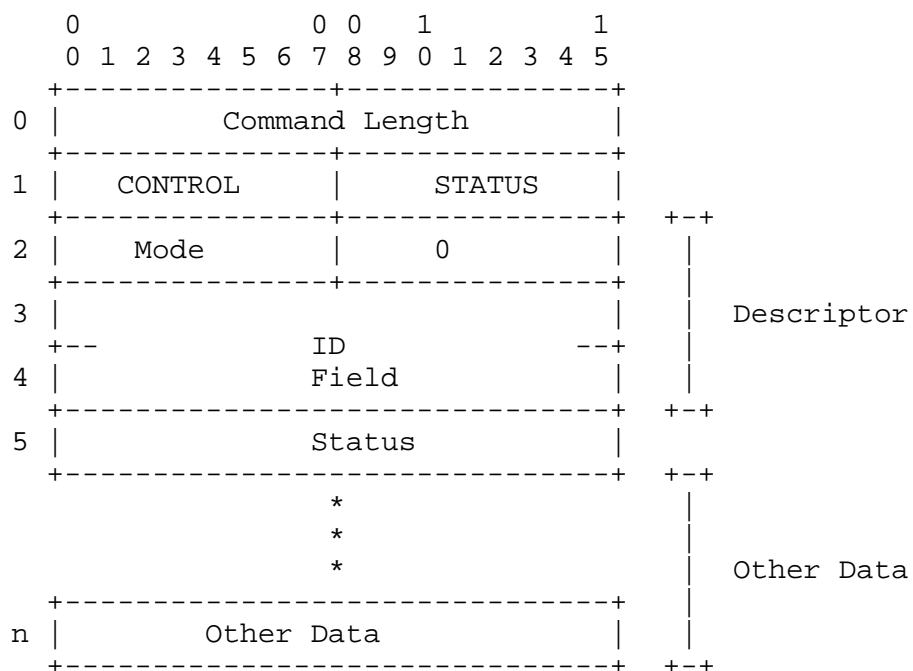 0 0 0 1 1
0 1 2 3 4 5 6 7 8 9 0 1 2 3 4 5
+---------------+---------------+
0 | Command Length |
+---------------+---------------+
1 | CONTROL | STATUS |
+---------------+---------------+ +-+
2 | Mode | 0 | |
+---------------+---------------+ |
3 | | | Descriptor
+-- ID --+ |
4 | Field | |
+-------------------------------+ +-+
5 | Status |
+-------------------------------+ +-+
* |
* |
* | Other Data
+-------------------------------+ |
n | Other Data | |
+-------------------------------+ +-+